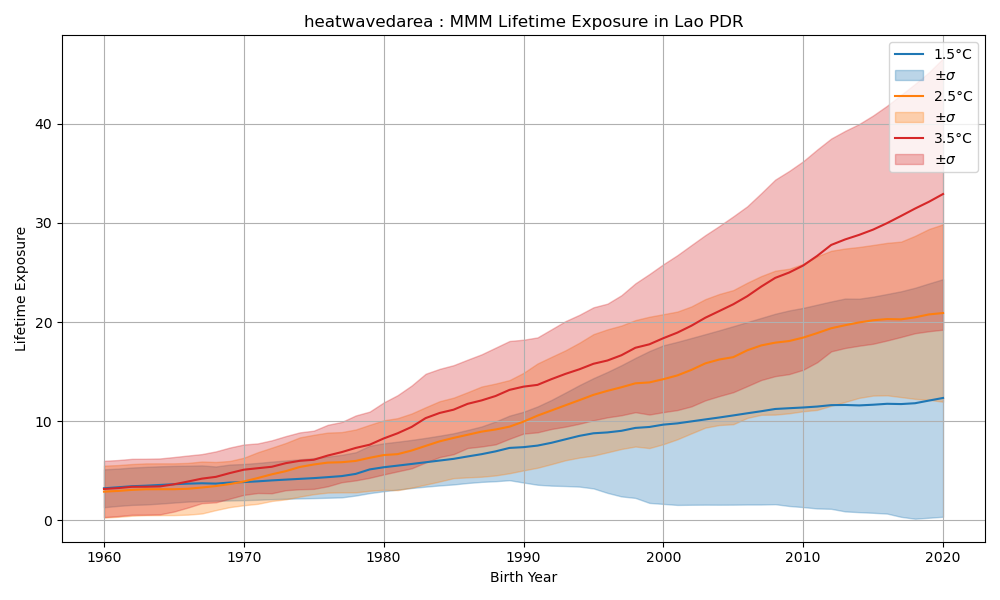 heatwavedarea : MMM Lifetime Exposure in Lao PDR
1.5°C
±σ
2.5°C
±σ
3.5°C
±σ
Lifetime Exposure
40
30
20
10
0
1960
1970
1980
1990
2000
2010
2020
Birth Year